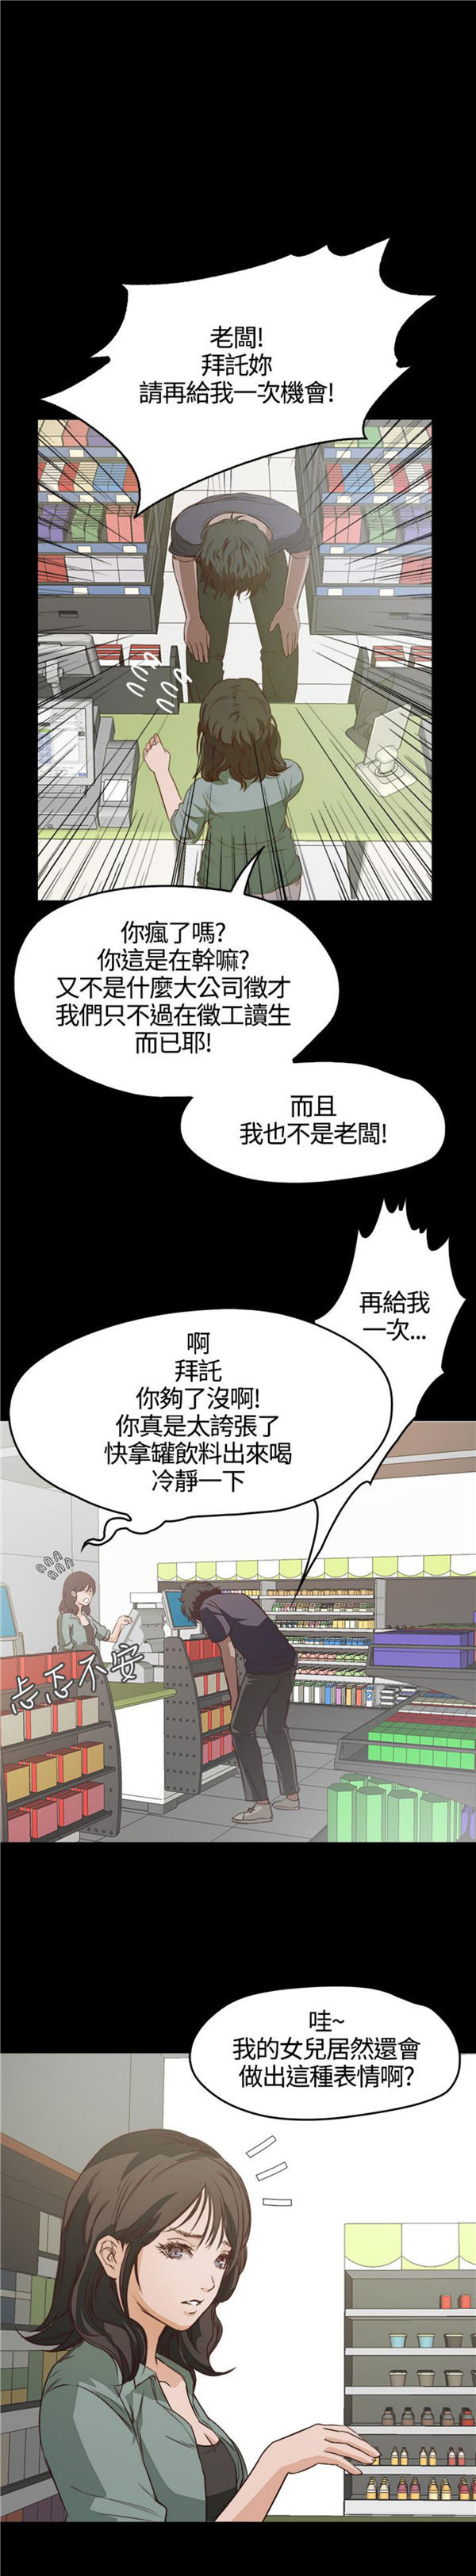 老闆!
拜託妳
請再給我一次機會!
你瘋了嗎?
你這是在幹嘛?
又不是什麼大公司徵才
我們只不過在徵工讀生
而已耶!
而且
我也不是老闆!
再給我
一次...
啊
拜託
你夠了沒啊!
你真是太誇張了
快拿罐飲料出來喝
冷靜一下
忐忑不安
哇~
我的女兒居然還會
做出這種表情啊?